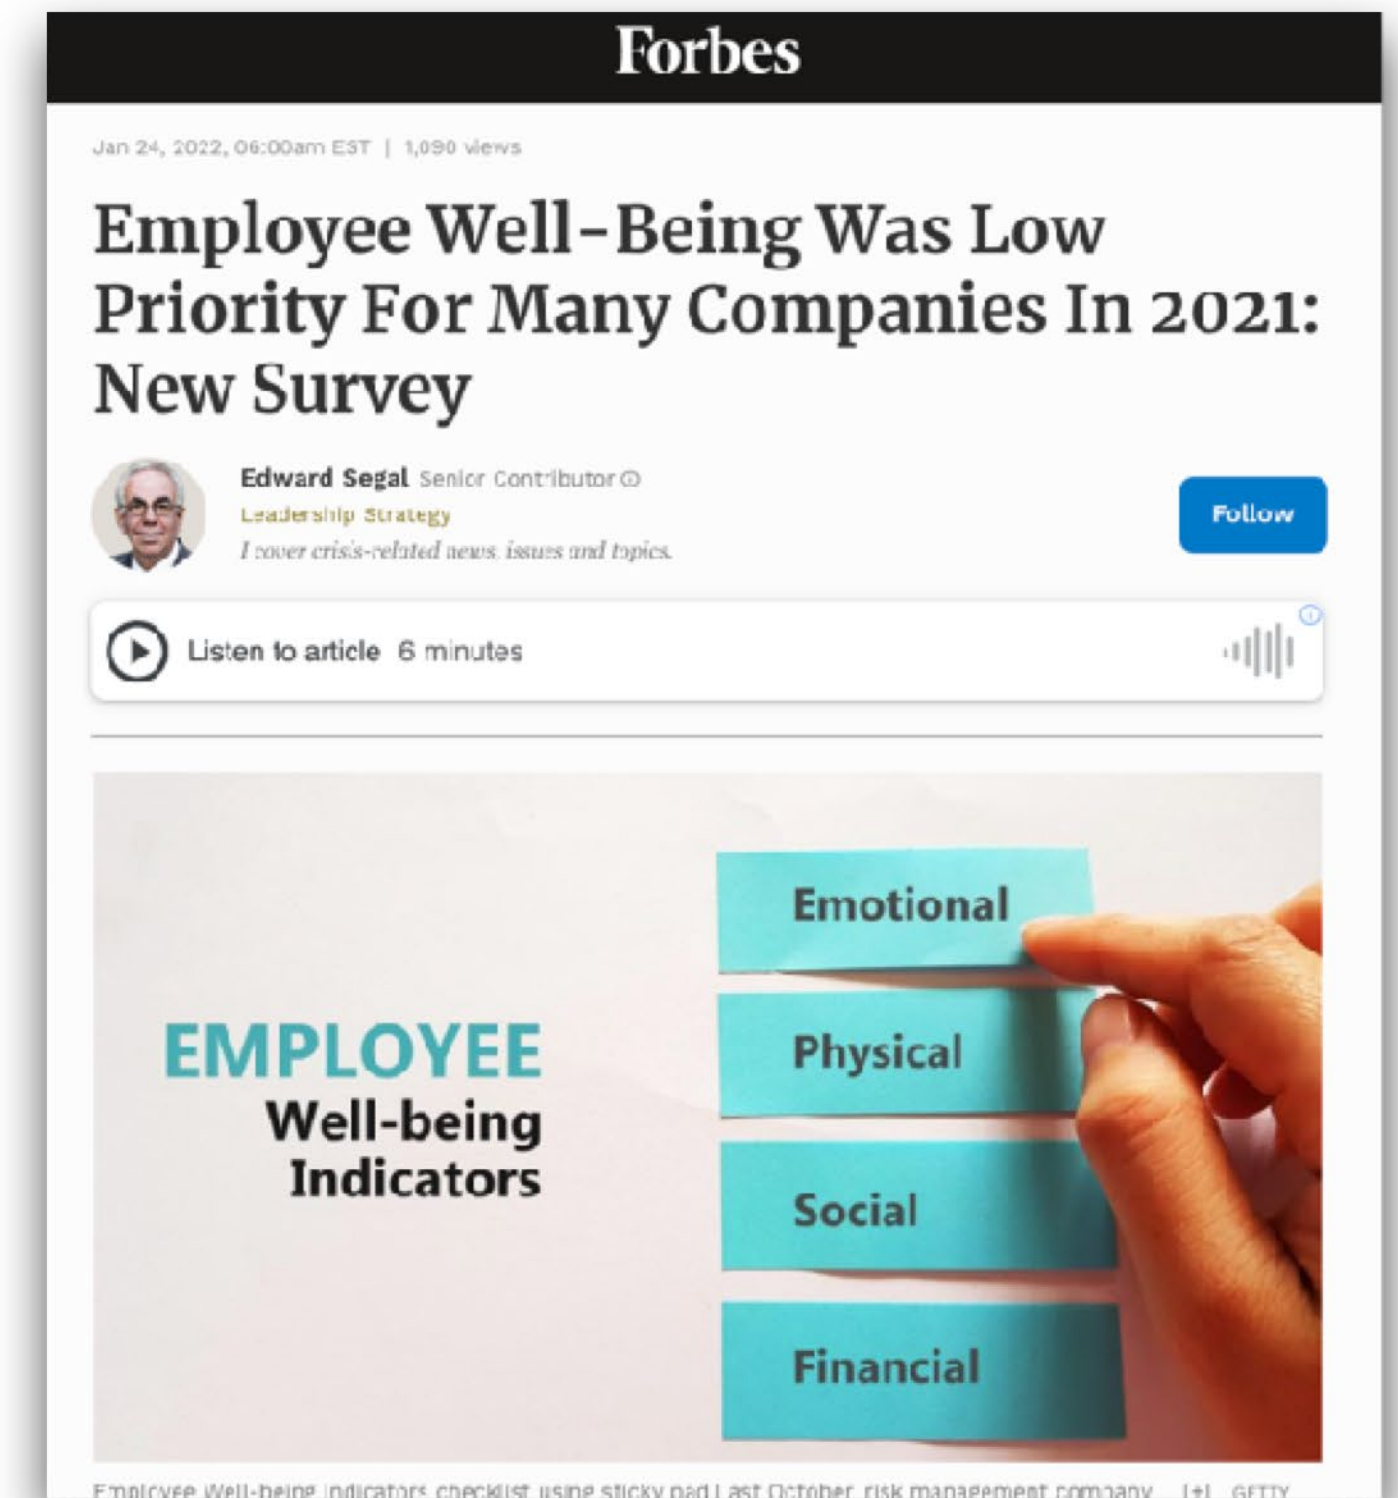 Forbes
Jan 24, 2022, 06:00am EST | 1,090 views
Employee Well-Being Was Low
Priority For Many Companies In 2021:
New Survey
Edward Segal Senior Contributor
Leadership Strategy
I cover crisis-related news, issues and topics.
Follow
Listen to article 6 minutes
EMPLOYEE
Well-being
Indicators
Emotional
Physical
Social
Financial
Employee Well-being Indicators checklist using sticky pad Last October, risk management company ... [+] GETTY